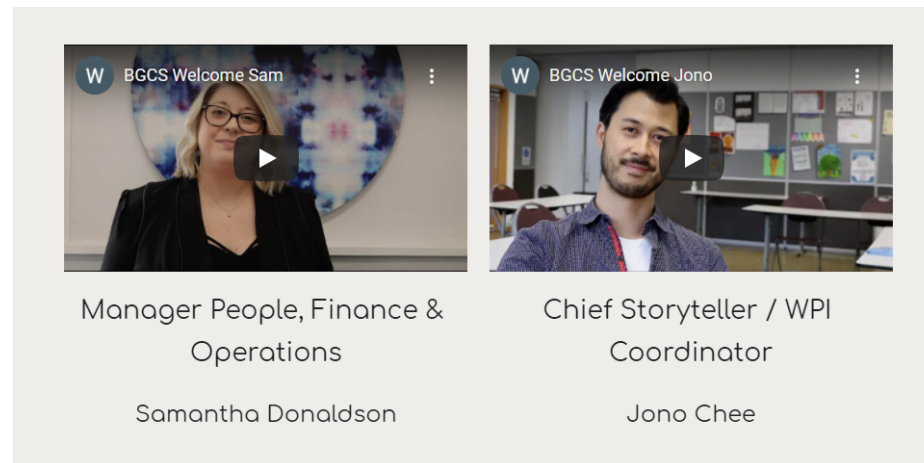 W BGCS Welcome Sam
W BGCS Welcome Jono
Manager People, Finance &
Operations
Samantha Donaldson
Chief Storyteller / WPI
Coordinator
Jono Chee